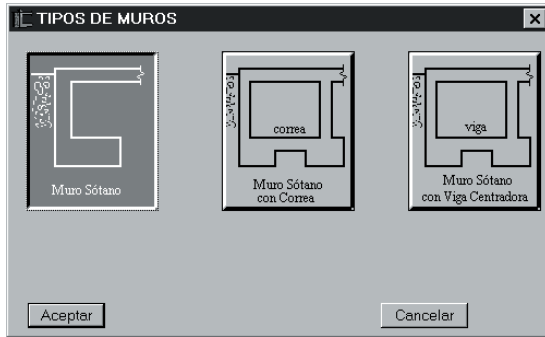 TIPOS DE MUROS
Muro Sótano
correa
Muro Sótano
con Correa
viga
Muro Sótano
con Viga Centradora
Aceptar
Cancelar